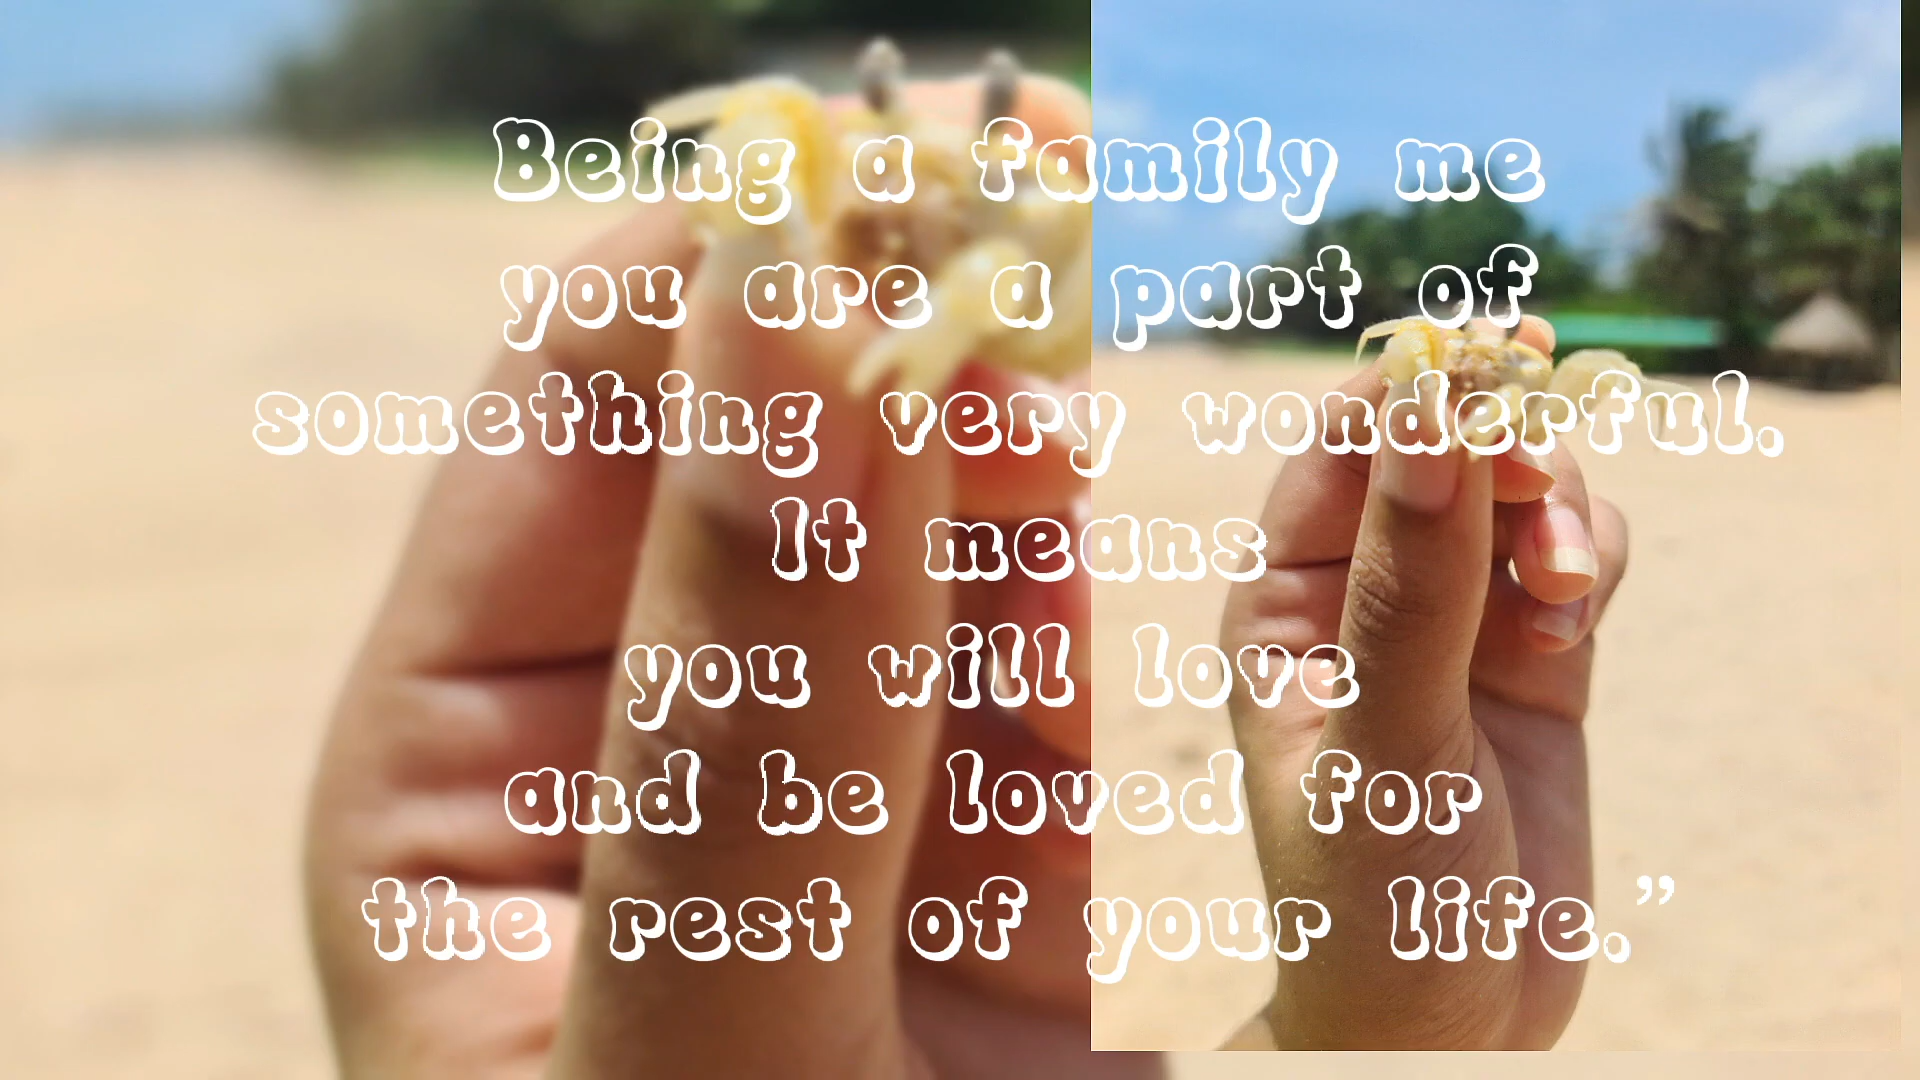 Being a family me
you are a part of
something very wonderful.
It means
you will love
and be loved for
the rest of your life.”